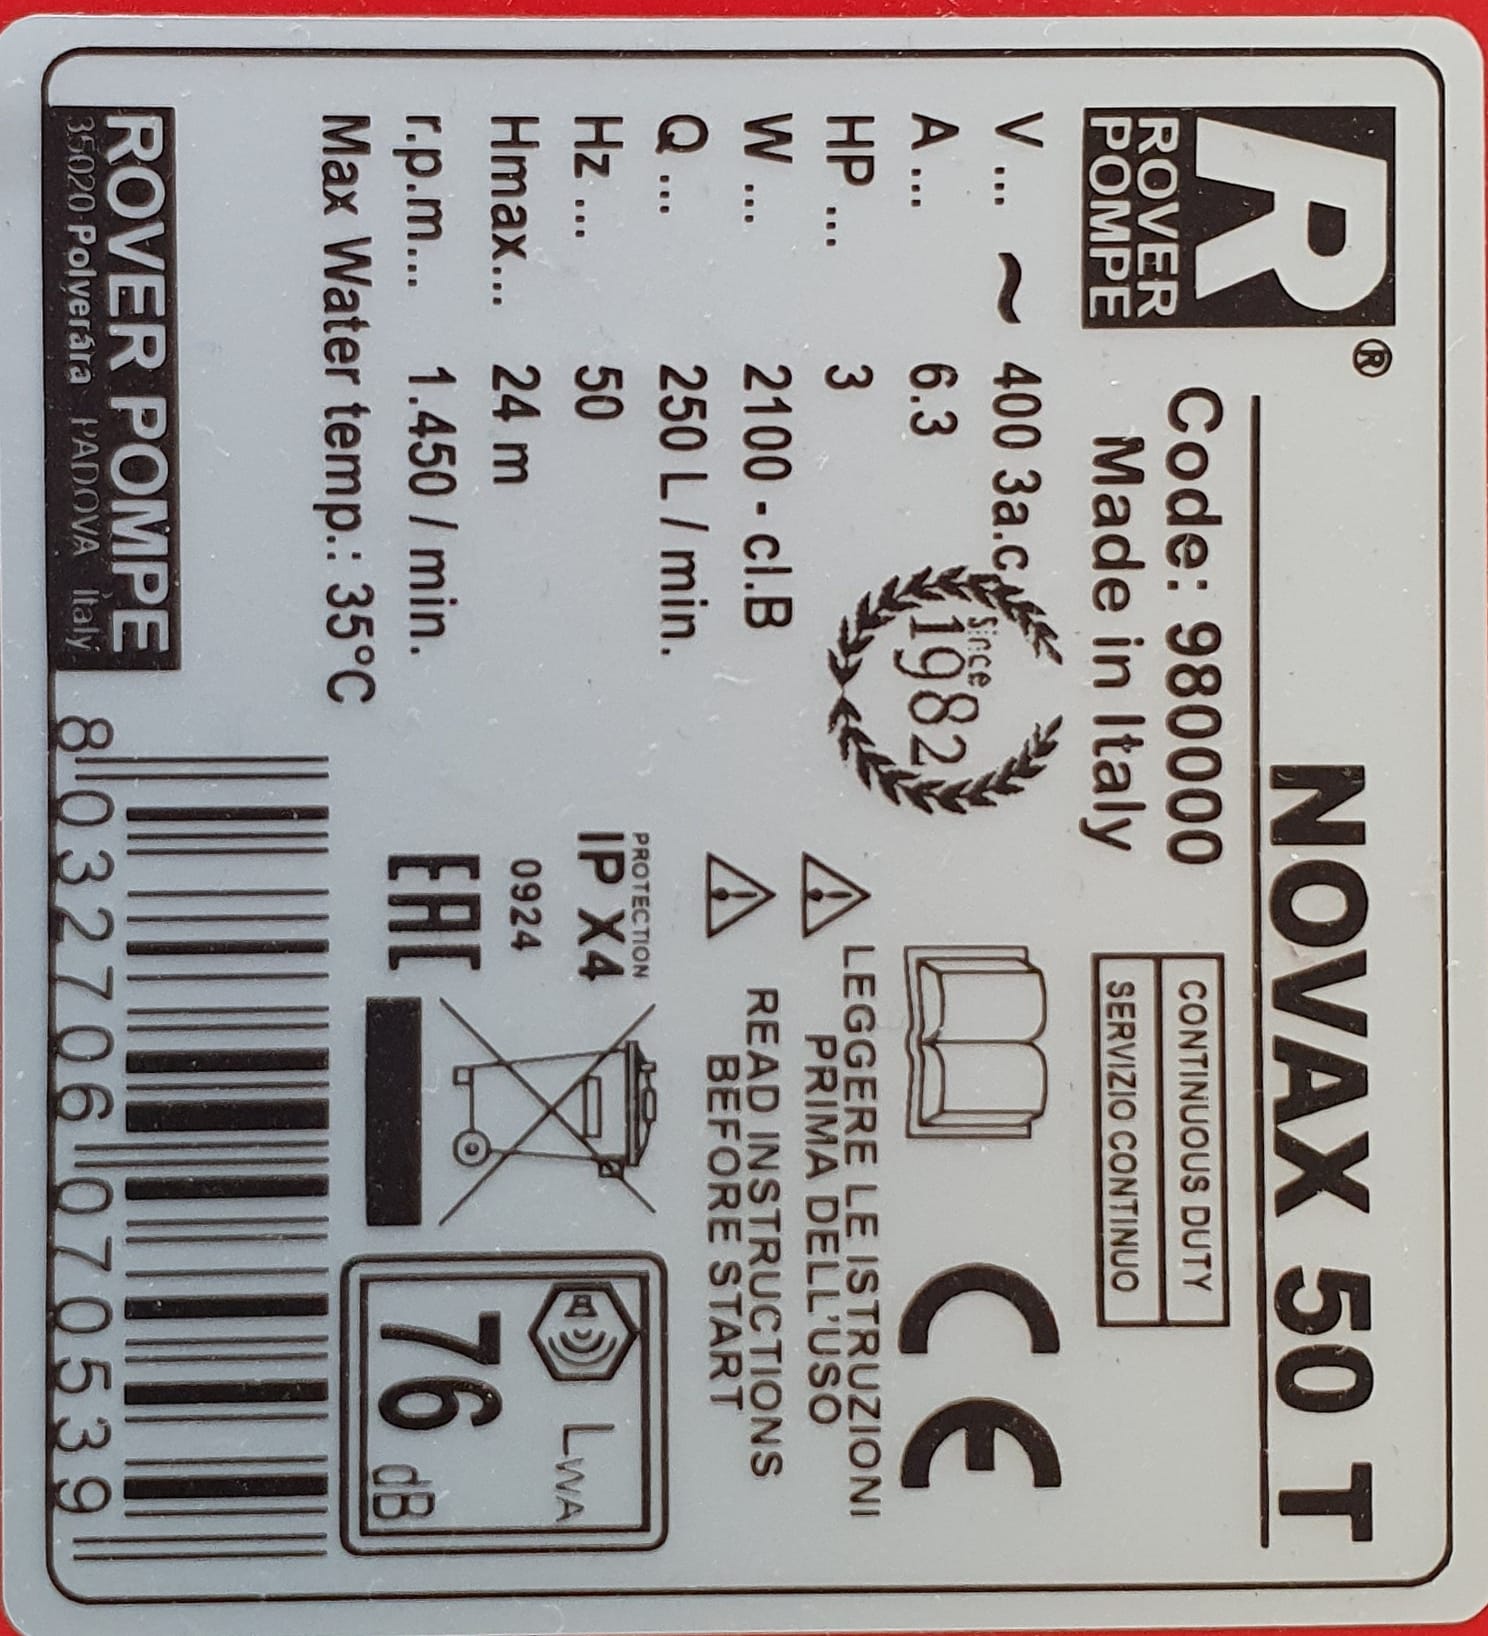 R®
ROVER
POMPE
NOVAX 50 T
Code: 980000
Made in Italy
CONTINUOUS DUTY
SERVIZIO CONTINUO
V... ~ 400 3a.c.
A... 6.3
HP ... 3
W ... 2100 - cl.B
Q ... 250 L / min.
Hz ... 50
Hmax... 24 m
r.p.m... 1.450 / min.
Max Water temp.: 35°C
Since
1982
CE
LEGGERE LE ISTRUZIONI
PRIMA DELL'USO
READ INSTRUCTIONS
BEFORE START
PROTECTION
IP X4
0924
EAC
LWA
76
dB
ROVER POMPE
35020 Polverara PADOVA Italy
8 032706 070539